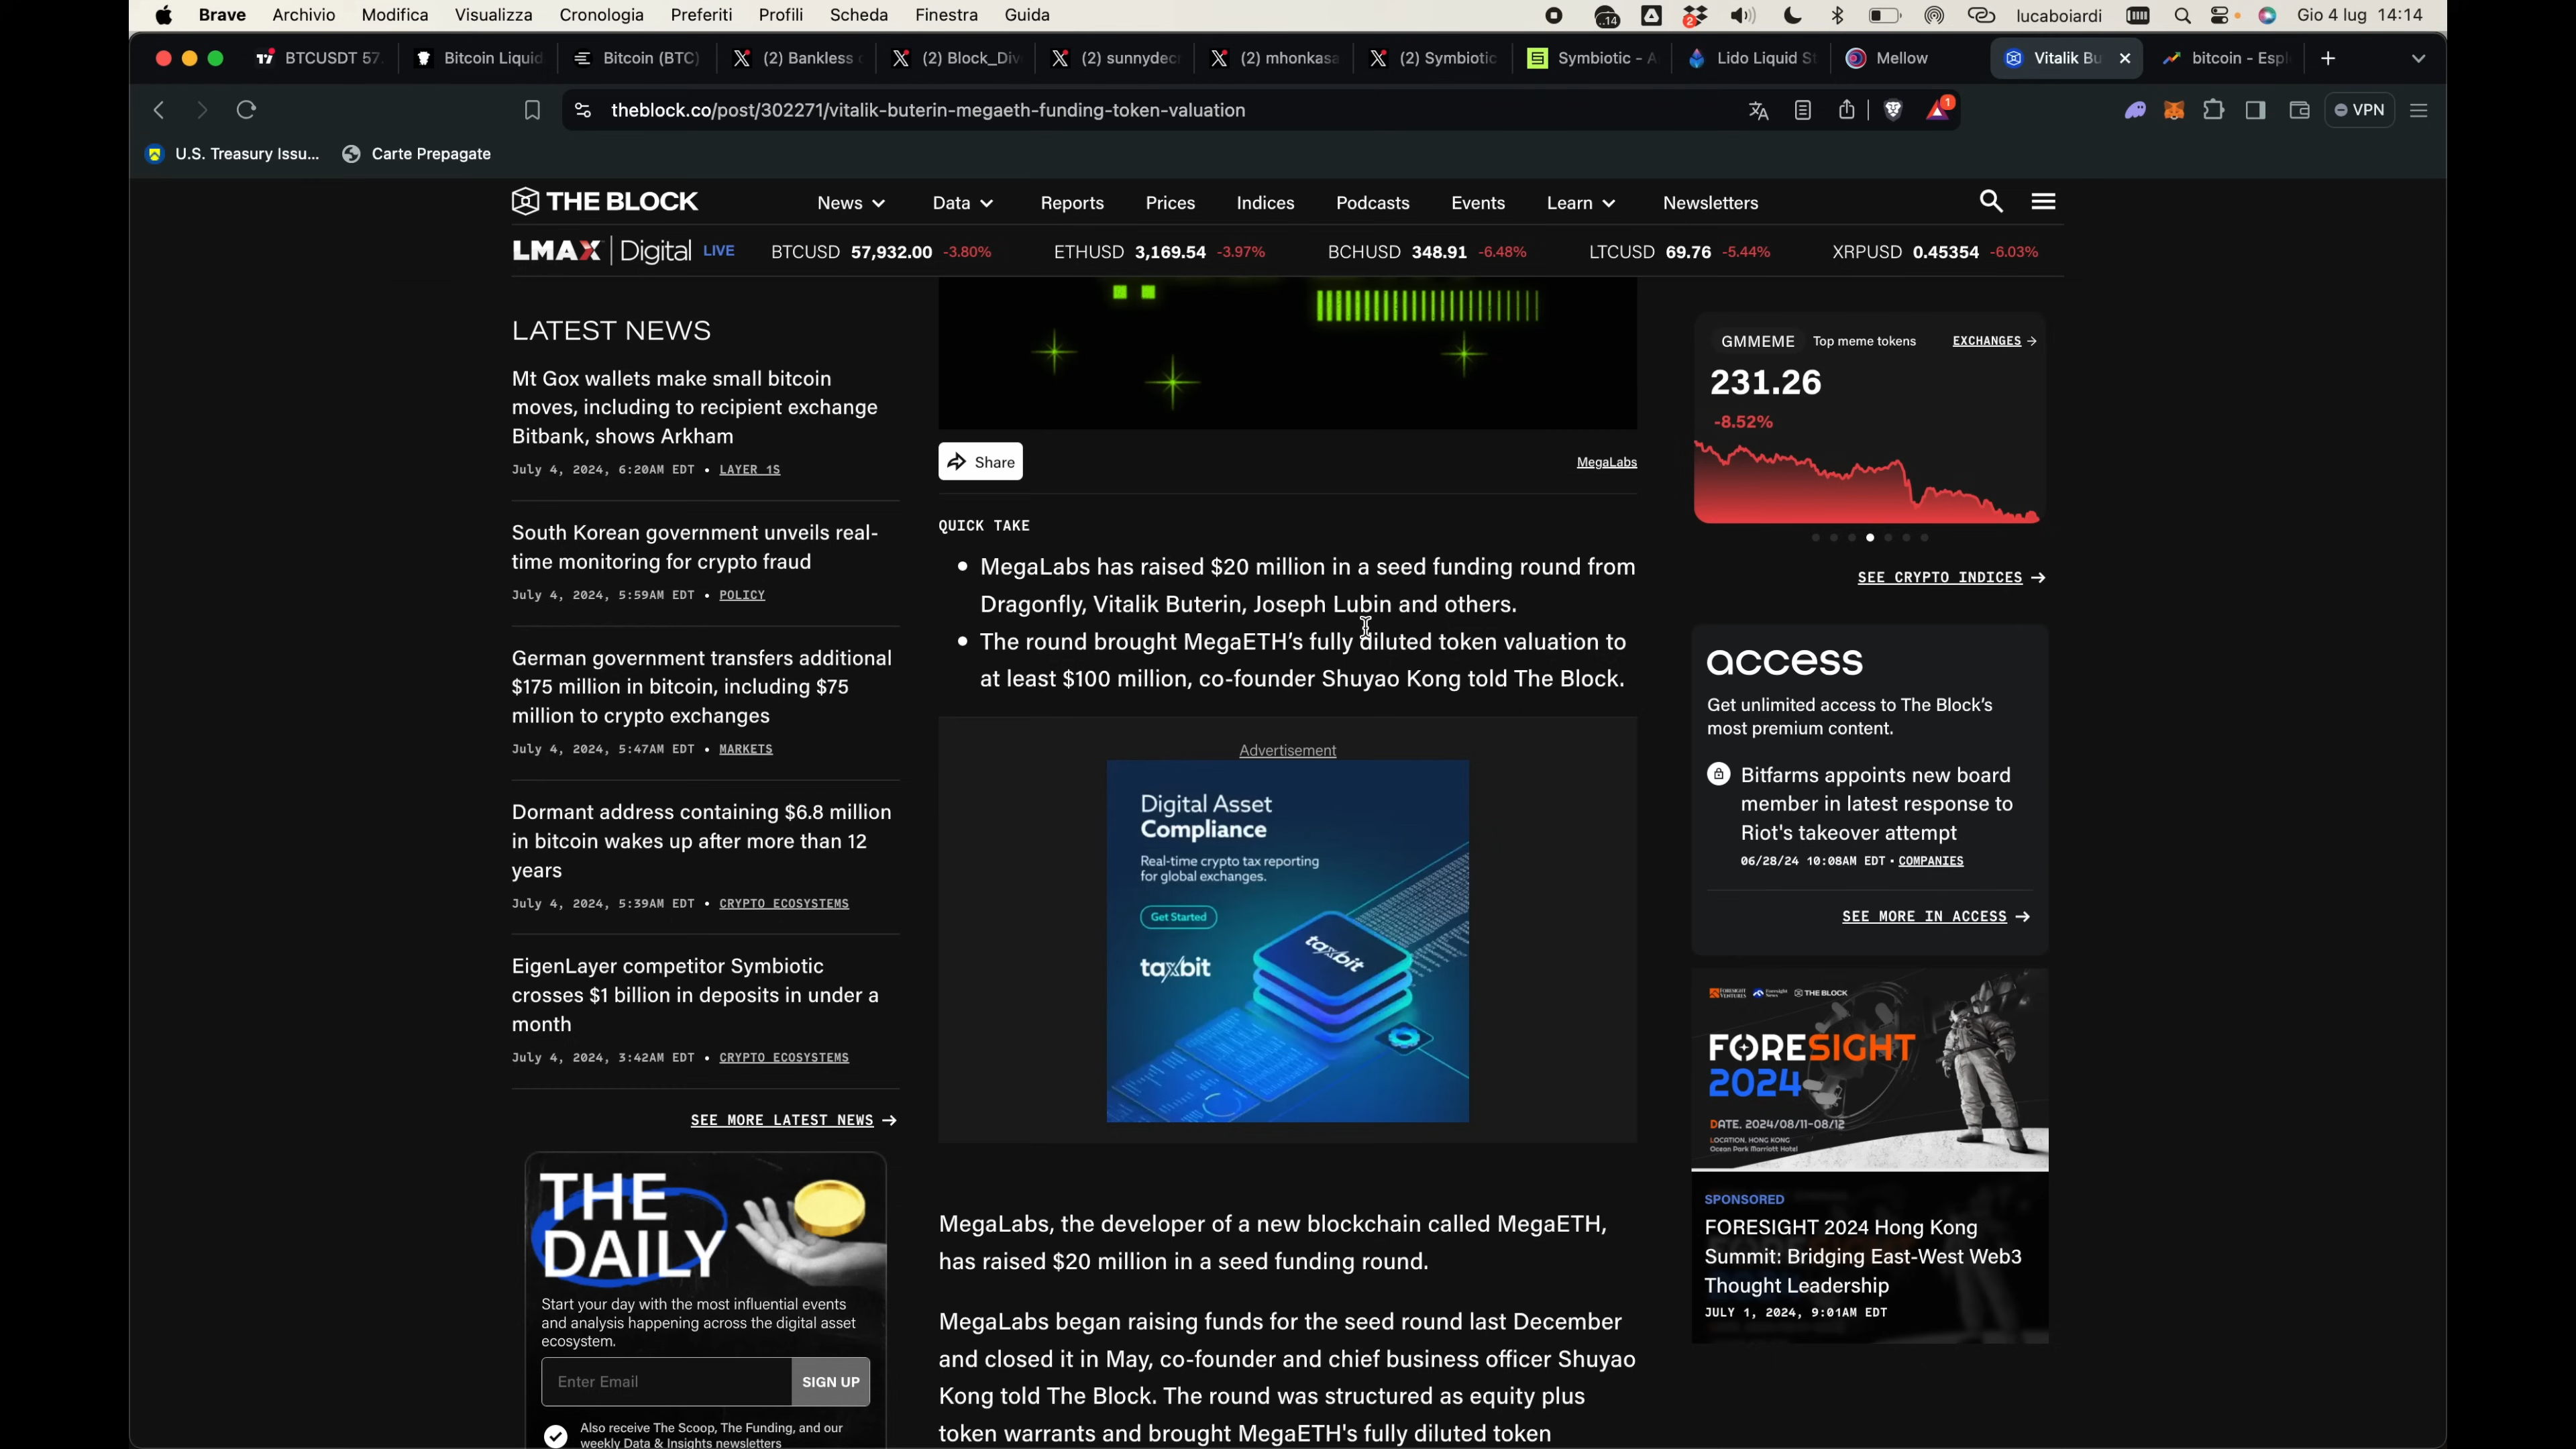 Brave Archivio Modifica Visualizza Cronologia Preferiti Profili Scheda Finestra Guida
14 2 lucaboiardi Gio 4 lug 14:14
BTCUSDT 57. Bitcoin Liquid Bitcoin (BTC) (2) Bankless (2) Block_Div (2) sunnydecr (2) mhonkasa (2) Symbiotic Symbiotic - A Lido Liquid St Mellow Vitalik Bu bitcoin - Espl
theblock.co/post/302271/vitalik-buterin-megaeth-funding-token-valuation
1
VPN
U.S. Treasury Issu... Carte Prepagate
THE BLOCK
News Data Reports Prices Indices Podcasts Events Learn Newsletters
LMAX Digital LIVE BTCUSD 57,932.00 -3.80% ETHUSD 3,169.54 -3.97% BCHUSD 348.91 -6.48% LTCUSD 69.76 -5.44% XRPUSD 0.45354 -6.03%
LATEST NEWS
Mt Gox wallets make small bitcoin
moves, including to recipient exchange
Bitbank, shows Arkham
July 4, 2024, 6:20AM EDT • LAYER 1S
South Korean government unveils real-
time monitoring for crypto fraud
July 4, 2024, 5:59AM EDT • POLICY
German government transfers additional
$175 million in bitcoin, including $75
million to crypto exchanges
July 4, 2024, 5:47AM EDT • MARKETS
Dormant address containing $6.8 million
in bitcoin wakes up after more than 12
years
July 4, 2024, 5:39AM EDT • CRYPTO ECOSYSTEMS
EigenLayer competitor Symbiotic
crosses $1 billion in deposits in under a
month
July 4, 2024, 3:42AM EDT • CRYPTO ECOSYSTEMS
SEE MORE LATEST NEWS →
THE
DAILY
Start your day with the most influential events
and analysis happening across the digital asset
ecosystem.
Enter Email SIGN UP
Also receive The Scoop, The Funding, and our
weekly Data & Insights newsletters
Share MegaLabs
QUICK TAKE
• MegaLabs has raised $20 million in a seed funding round from
Dragonfly, Vitalik Buterin, Joseph Lubin and others.
• The round brought MegaETH's fully diluted token valuation to
at least $100 million, co-founder Shuyao Kong told The Block.
Advertisement
Digital Asset
Compliance
Real-time crypto tax reporting
for global exchanges.
Get Started
taxbit
taxbit
MegaLabs, the developer of a new blockchain called MegaETH,
has raised $20 million in a seed funding round.
MegaLabs began raising funds for the seed round last December
and closed it in May, co-founder and chief business officer Shuyao
Kong told The Block. The round was structured as equity plus
token warrants and brought MegaETH's fully diluted token
GMMEME Top meme tokens EXCHANGES →
231.26
-8.52%
SEE CRYPTO INDICES →
access
Get unlimited access to The Block's
most premium content.
Bitfarms appoints new board
member in latest response to
Riot's takeover attempt
06/28/24 10:08AM EDT • COMPANIES
SEE MORE IN ACCESS →
FORESIGHT VENTURES Foresight News THE BLOCK
FORESIGHT
2024
DATE. 2024/08/11-08/12
LOCATION. HONG KONG
Ocean Park Marriott Hotel
SPONSORED
FORESIGHT 2024 Hong Kong
Summit: Bridging East-West Web3
Thought Leadership
JULY 1, 2024, 9:01AM EDT